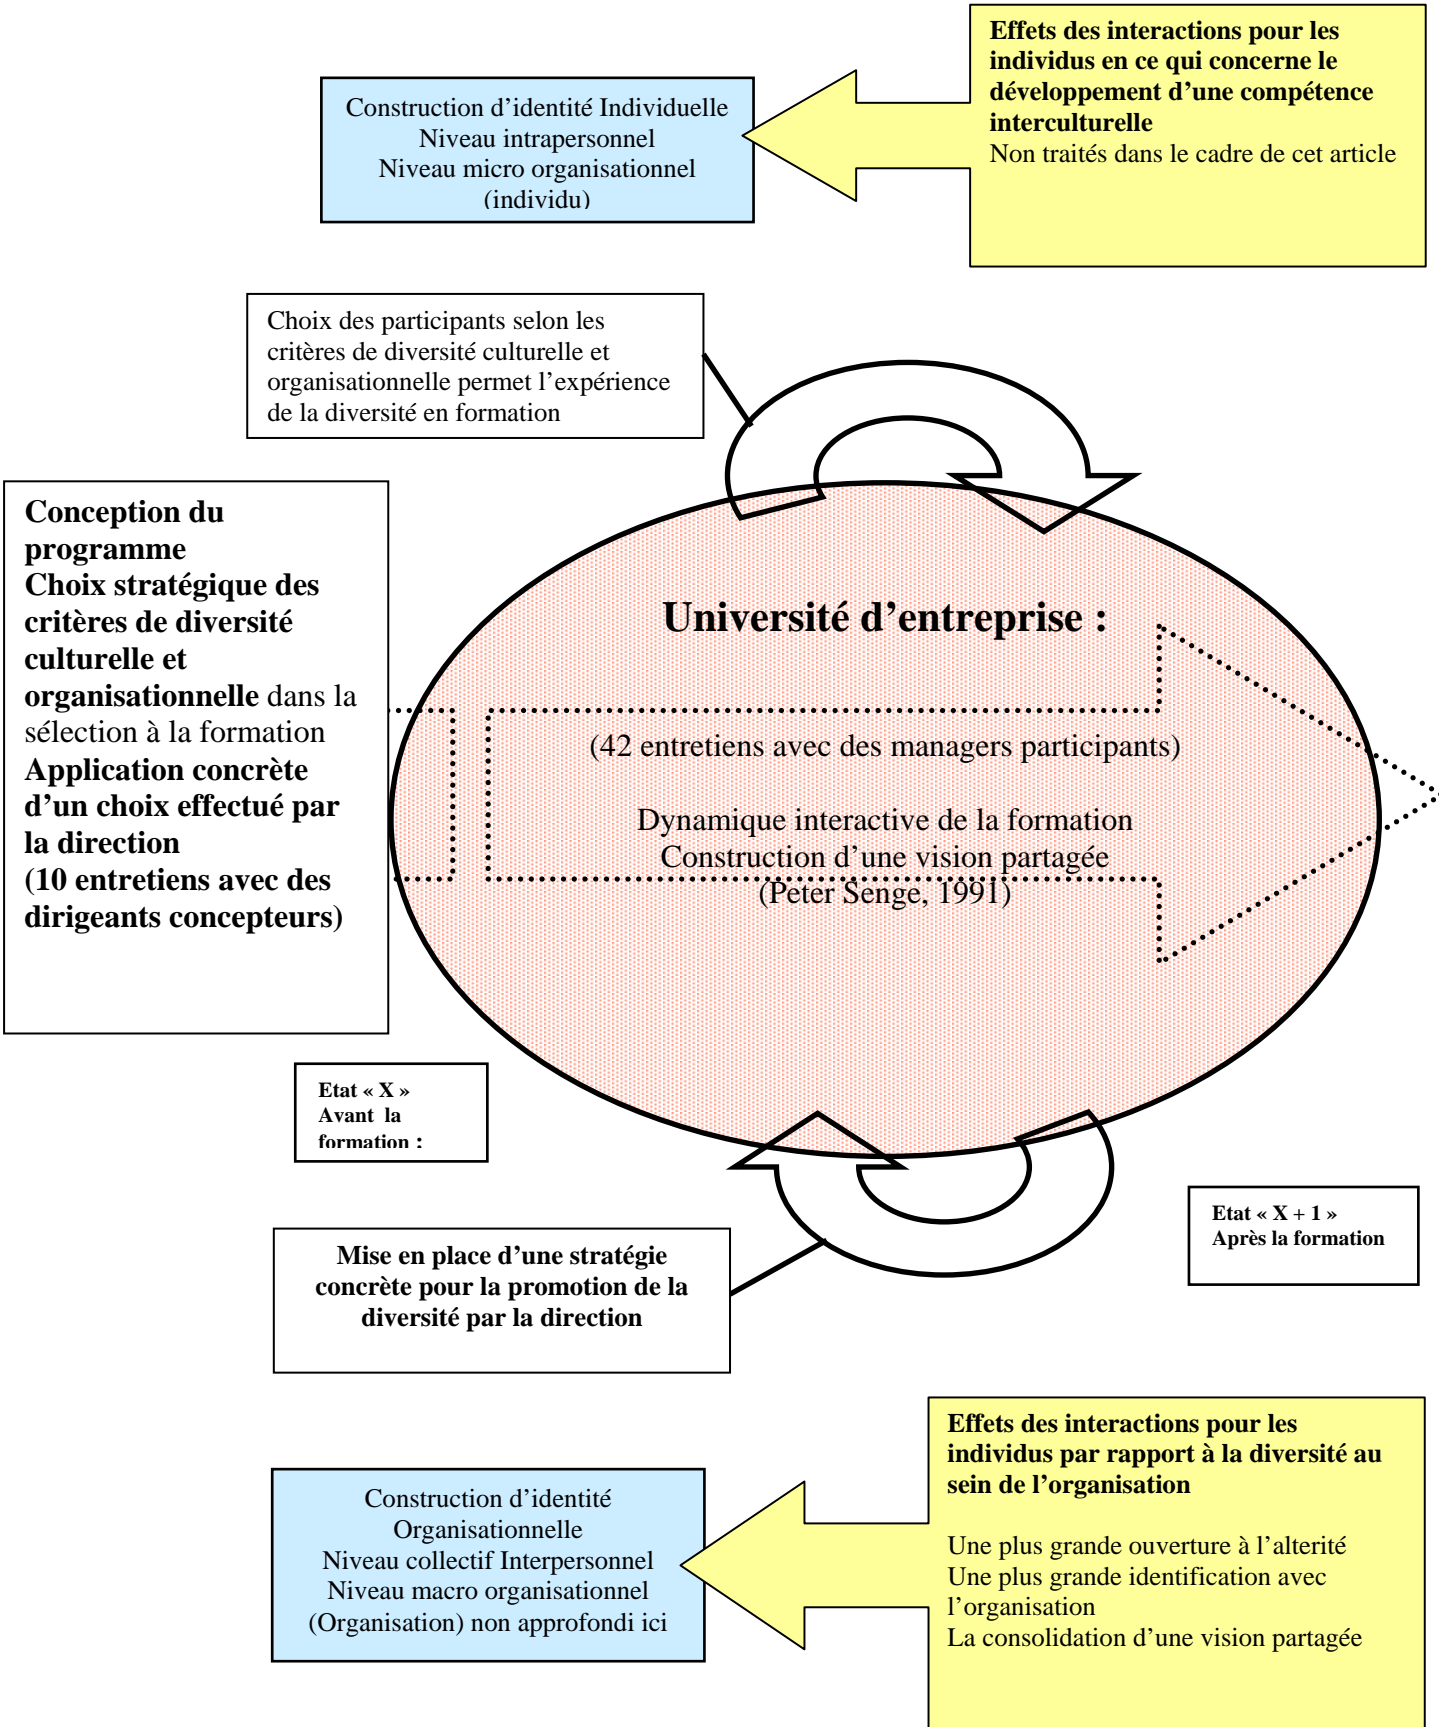 Effets des interactions pour les
individus en ce qui concerne le
développement d’une compétence
interculturelle
Non traités dans le cadre de cet article
Construction d’identité Individuelle
Niveau intrapersonnel
Niveau micro organisationnel
(individu)
Choix des participants selon les
critères de diversité culturelle et
organisationnelle permet l’expérience
de la diversité en formation
Conception du
programme
Choix stratégique des
critères de diversité
culturelle et
organisationnelle dans la
sélection à la formation
Application concrète
d’un choix effectué par
la direction
(10 entretiens avec des
dirigeants concepteurs)
Université d’entreprise :
(42 entretiens avec des managers participants)
Dynamique interactive de la formation
Construction d’une vision partagée
(Peter Senge, 1991)
Etat « X »
Avant la
formation :
Etat « X + 1 »
Après la formation
Mise en place d’une stratégie
concrète pour la promotion de la
diversité par la direction
Effets des interactions pour les
individus par rapport à la diversité au
sein de l’organisation
Une plus grande ouverture à l’alterité
Une plus grande identification avec
l’organisation
La consolidation d’une vision partagée
Construction d’identité
Organisationnelle
Niveau collectif Interpersonnel
Niveau macro organisationnel
(Organisation) non approfondi ici